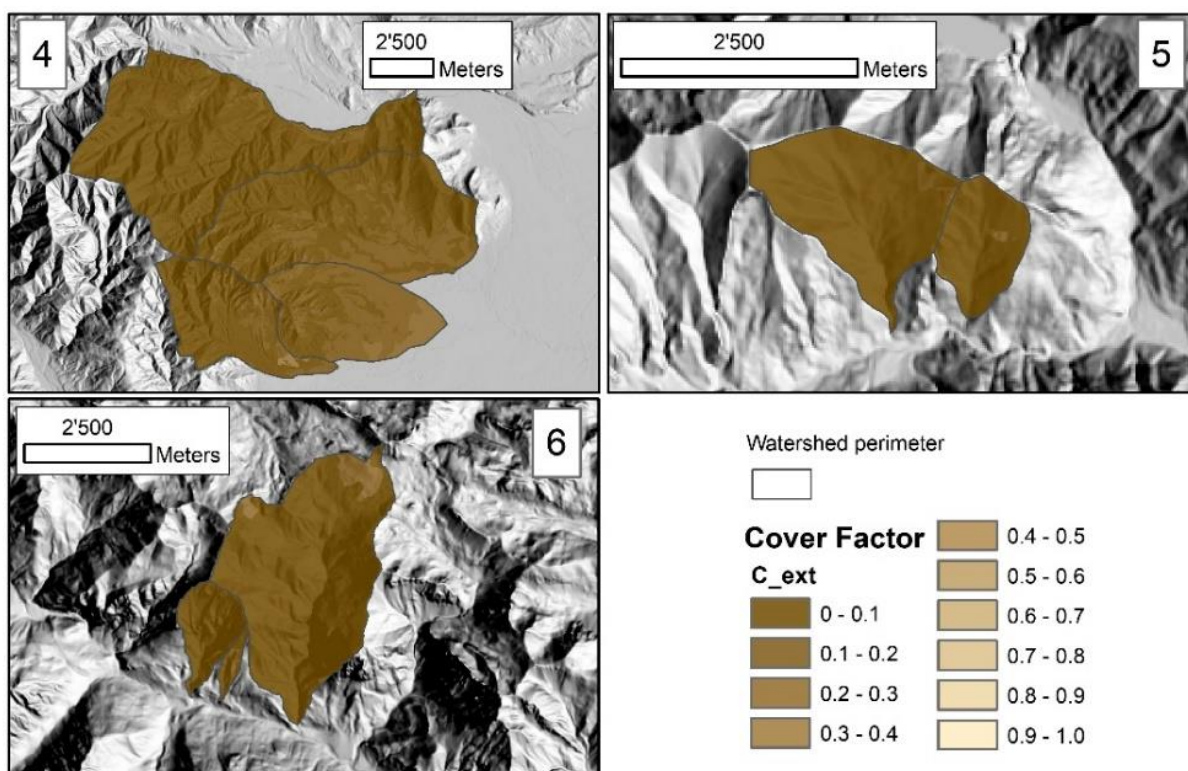 4
2'500
Meters
2'500
Meters
5
2'500
Meters
6
Watershed perimeter
Cover Factor
C_ext
0 - 0.1
0.1 - 0.2
0.2 - 0.3
0.3 - 0.4
0.4 - 0.5
0.5 - 0.6
0.6 - 0.7
0.7 - 0.8
0.8 - 0.9
0.9 - 1.0